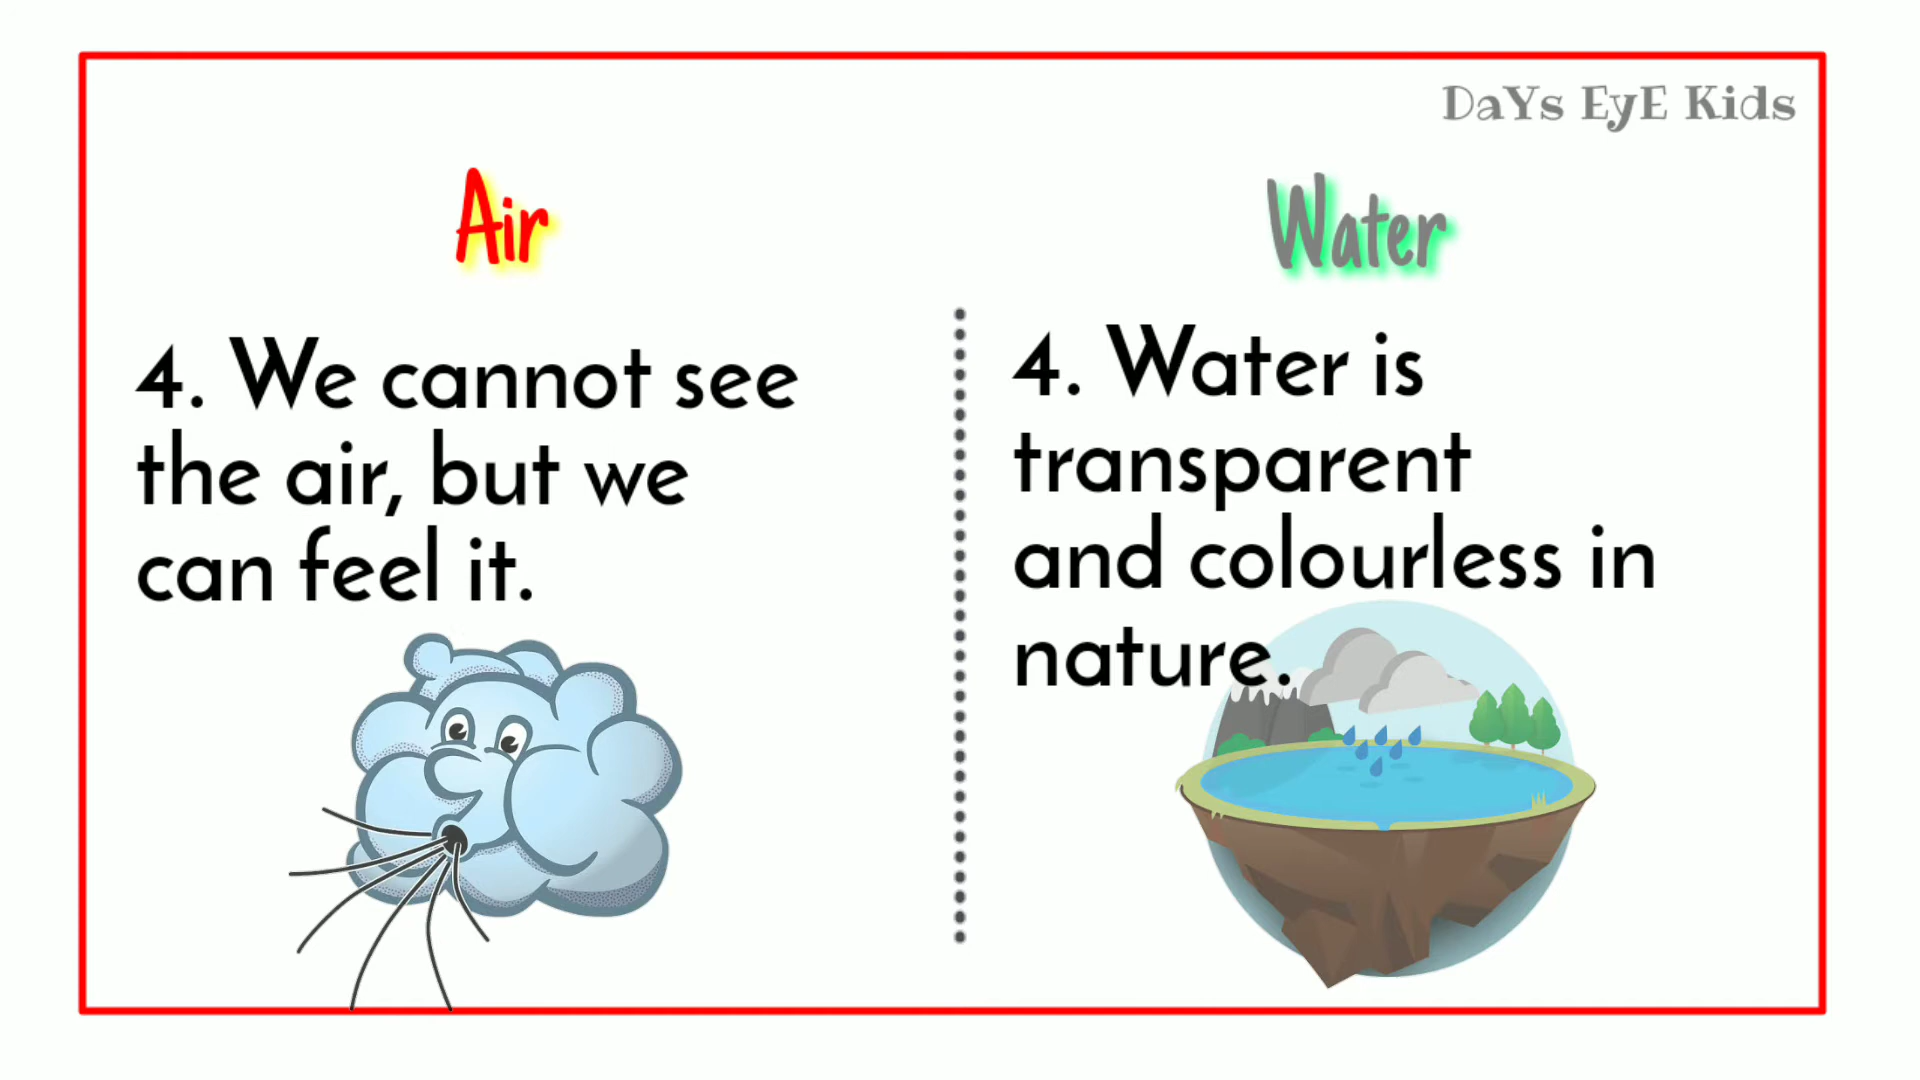 DaYs EyE Kids
Air
4. We cannot see
the air, but we
can feel it.
Water
4. Water is
transparent
and colourless in
nature.